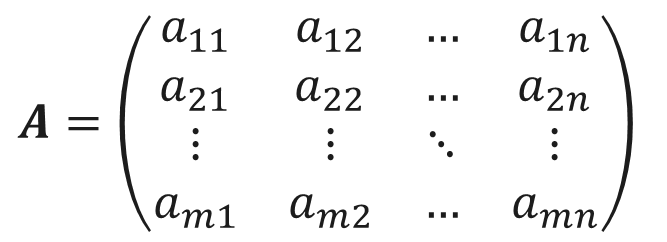 a₁₁ a₁₂ … a₁ₙ
a₂₁ a₂₂ … a₂ₙ
A = ( ⋮ ⋮ ⋱ ⋮ )
aₘ₁ aₘ₂ … aₘₙ